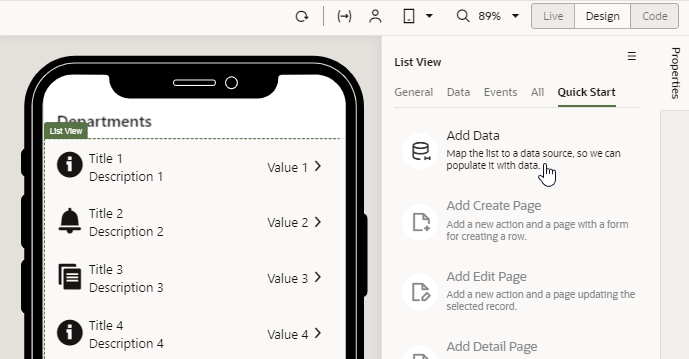 89%
Live Design Code
List View
Properties
General Data Events All Quick Start
Departments
List View
Title 1
Description 1
Value 1
Title 2
Description 2
Value 2
Title 3
Description 3
Value 3
Title 4
Description 4
Value 4
Add Data
Map the list to a data source, so we can
populate it with data.
Add Create Page
Add a new action and a page with a form
for creating a row.
Add Edit Page
Add a new action and a page updating the
selected record.
Add Detail Page